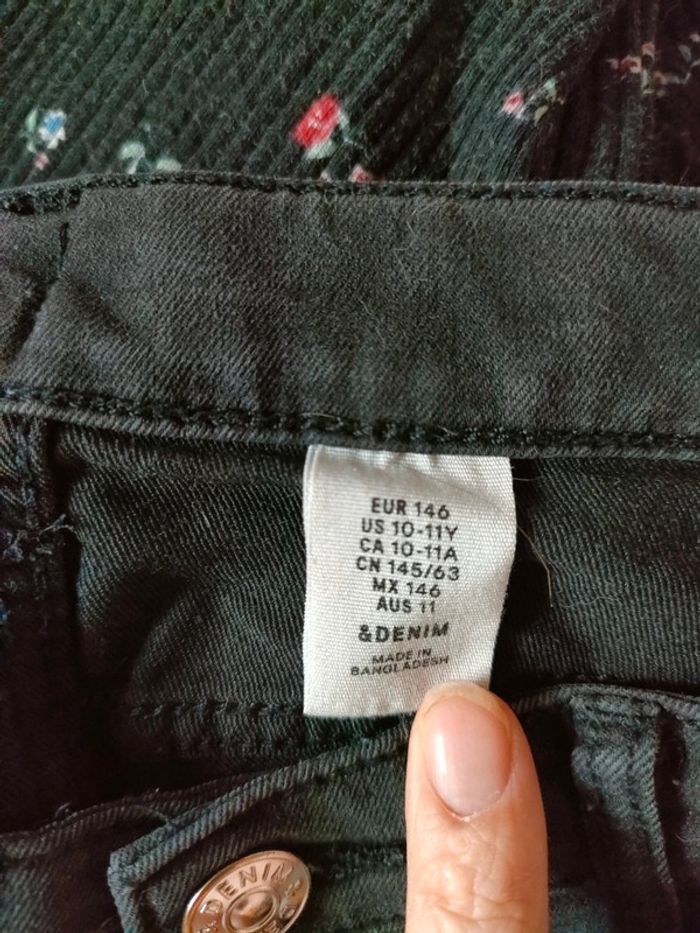 EUR 146
US 10-11Y
CA 10-11A
CN 145/63
MX 146
AUS 11
&DENIM
MADE IN
BANGLADESH
DENIM